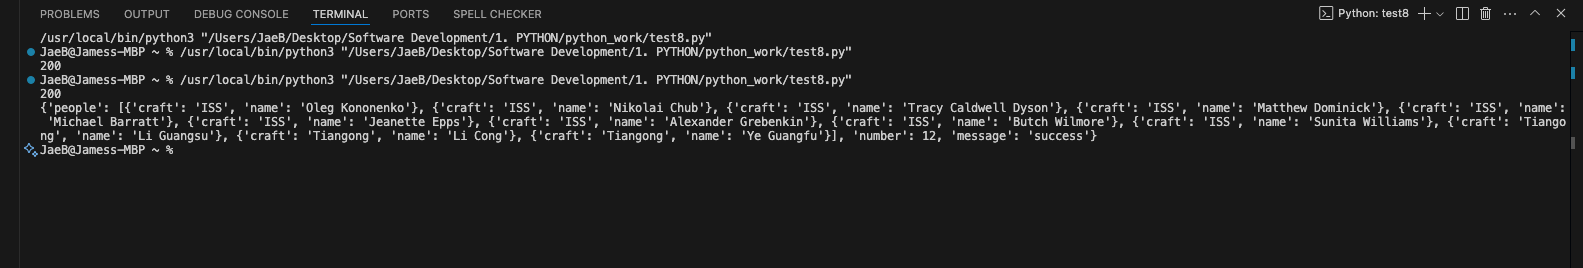 PROBLEMS OUTPUT DEBUG CONSOLE TERMINAL PORTS SPELL CHECKER Python: test8
/usr/local/bin/python3 "/Users/JaeB/Desktop/Software Development/1. PYTHON/python_work/test8.py"
JaeB@Jamess-MBP ~ % /usr/local/bin/python3 "/Users/JaeB/Desktop/Software Development/1. PYTHON/python_work/test8.py"
200
JaeB@Jamess-MBP ~ % /usr/local/bin/python3 "/Users/JaeB/Desktop/Software Development/1. PYTHON/python_work/test8.py"
200
{'people': [{'craft': 'ISS', 'name': 'Oleg Kononenko'}, {'craft': 'ISS', 'name': 'Nikolai Chub'}, {'craft': 'ISS', 'name': 'Tracy Caldwell Dyson'}, {'craft': 'ISS', 'name': 'Matthew Dominick'}, {'craft': 'ISS', 'name':
'Michael Barratt'}, {'craft': 'ISS', 'name': 'Jeanette Epps'}, {'craft': 'ISS', 'name': 'Alexander Grebenkin'}, {'craft': 'ISS', 'name': 'Butch Wilmore'}, {'craft': 'ISS', 'name': 'Sunita Williams'}, {'craft': 'Tiango
ng', 'name': 'Li Guangsu'}, {'craft': 'Tiangong', 'name': 'Li Cong'}, {'craft': 'Tiangong', 'name': 'Ye Guangfu'}], 'number': 12, 'message': 'success'}
JaeB@Jamess-MBP ~ %